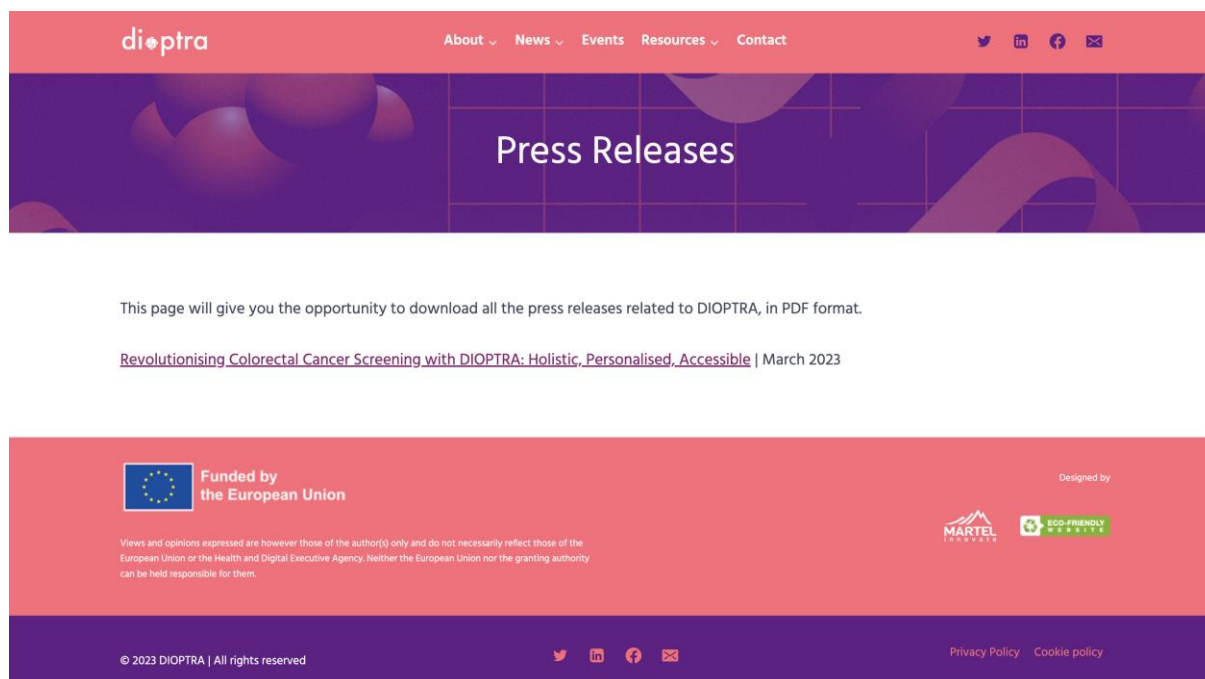 dioptra
About News Events Resources Contact
Press Releases
This page will give you the opportunity to download all the press releases related to DIOPTRA, in PDF format.
Revolutionising Colorectal Cancer Screening with DIOPTRA: Holistic, Personalised, Accessible | March 2023
Funded by
the European Union
Views and opinions expressed are however those of the author(s) only and do not necessarily reflect those of the
European Union or the Health and Digital Executive Agency. Neither the European Union nor the granting authority
can be held responsible for them.
Designed by
MARTEL
innovate
ECO-FRIENDLY
WEBSITE
© 2023 DIOPTRA | All rights reserved
Privacy Policy Cookie policy